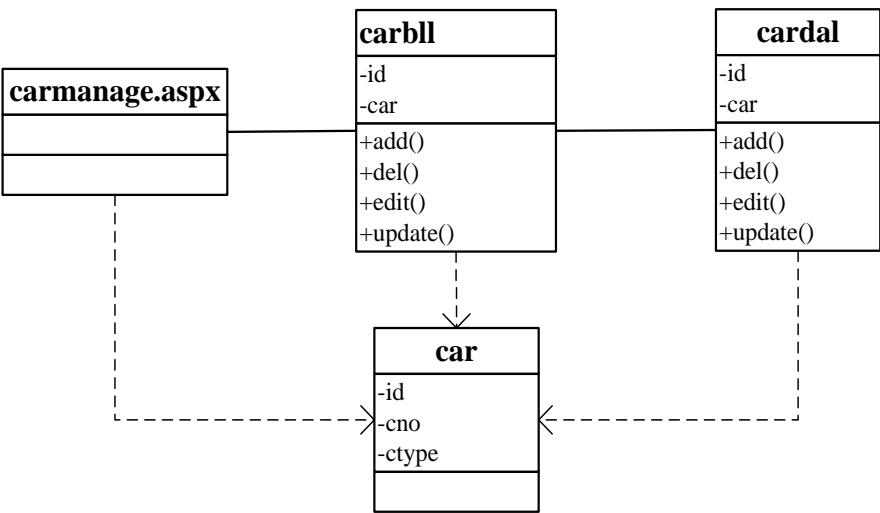 carmanage.aspx
carbll
-id
-car
+add()
+del()
+edit()
+update()
cardal
-id
-car
+add()
+del()
+edit()
+update()
car
-id
-cno
-ctype